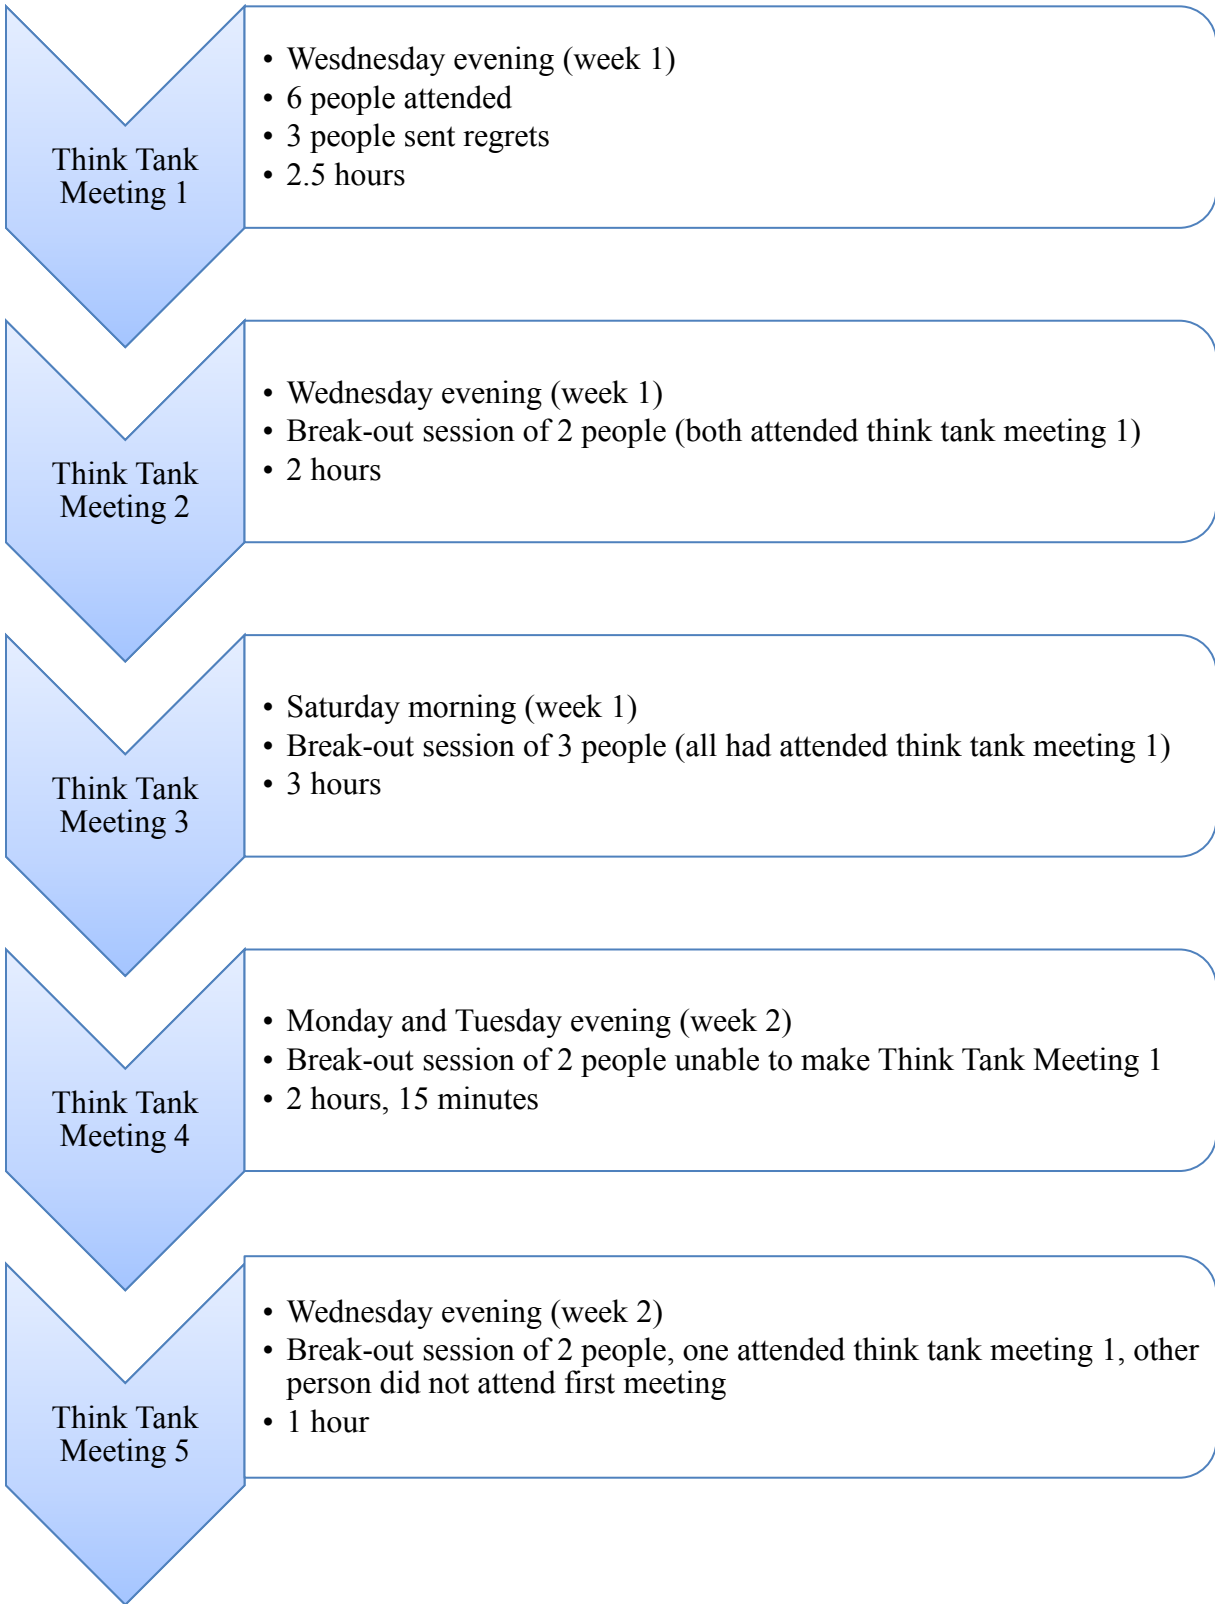 Think Tank
Meeting 1
• Wesdnesday evening (week 1)
• 6 people attended
• 3 people sent regrets
• 2.5 hours
Think Tank
Meeting 2
• Wednesday evening (week 1)
• Break-out session of 2 people (both attended think tank meeting 1)
• 2 hours
Think Tank
Meeting 3
• Saturday morning (week 1)
• Break-out session of 3 people (all had attended think tank meeting 1)
• 3 hours
Think Tank
Meeting 4
• Monday and Tuesday evening (week 2)
• Break-out session of 2 people unable to make Think Tank Meeting 1
• 2 hours, 15 minutes
Think Tank
Meeting 5
• Wednesday evening (week 2)
• Break-out session of 2 people, one attended think tank meeting 1, other
person did not attend first meeting
• 1 hour